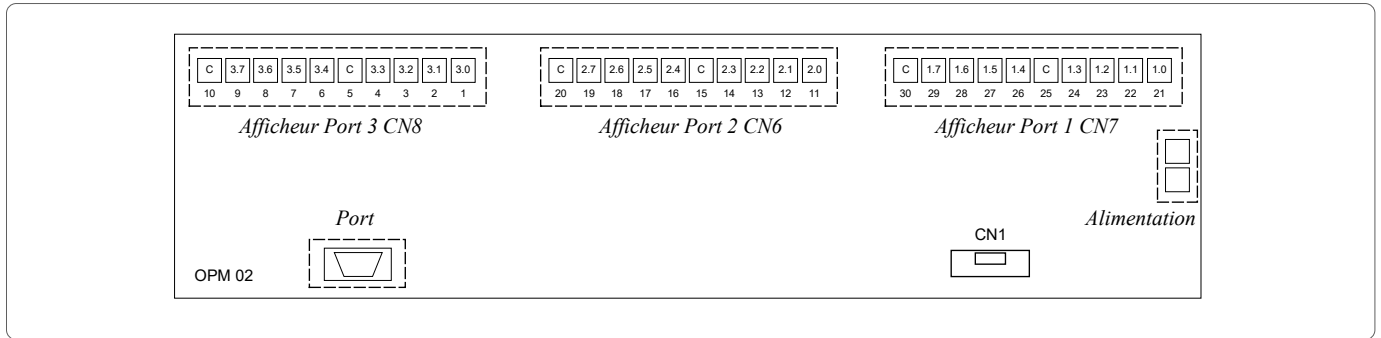 C 3.7 3.6 3.5 3.4 C 3.3 3.2 3.1 3.0
10 9 8 7 6 5 4 3 2 1
Afficheur Port 3 CN8
C 2.7 2.6 2.5 2.4 C 2.3 2.2 2.1 2.0
20 19 18 17 16 15 14 13 12 11
Afficheur Port 2 CN6
C 1.7 1.6 1.5 1.4 C 1.3 1.2 1.1 1.0
30 29 28 27 26 25 24 23 22 21
Afficheur Port 1 CN7
Alimentation
Port
CN1
OPM 02